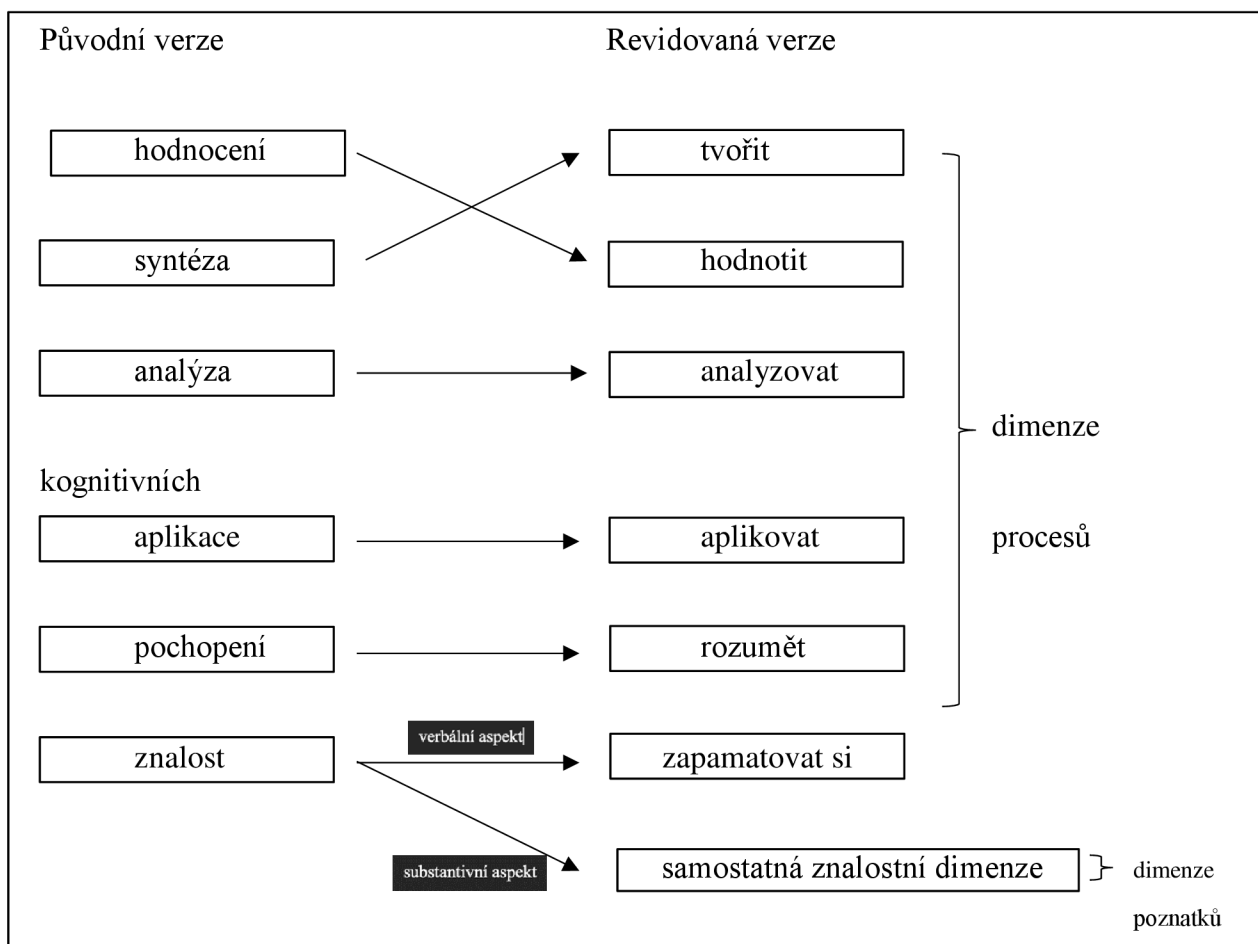 Původní verze Revidovaná verze
hodnocení tvořit
syntéza hodnotit
analýza analyzovat
dimenze
kognitivních
aplikace aplikovat procesů
pochopení rozumět
verbální aspekt
znalost zapamatovat si
substantivní aspekt samostatná znalostní dimenze dimenze
poznatků